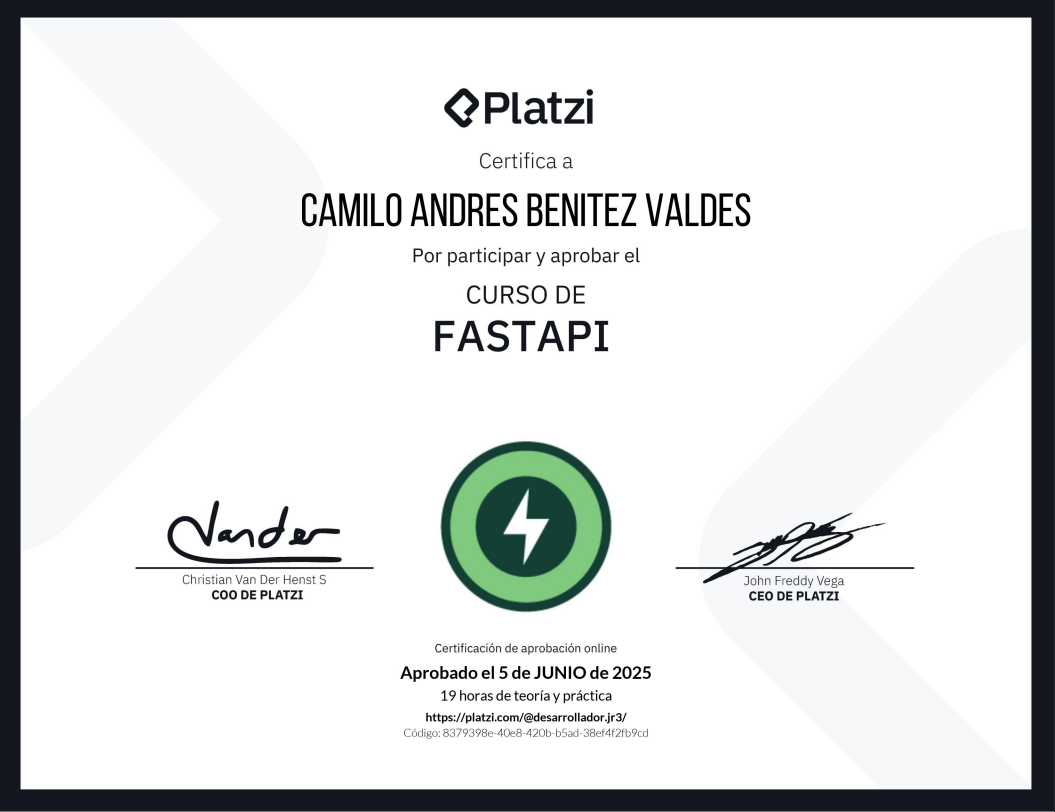 Platzi
Certifica a
CAMILO ANDRES BENITEZ VALDES
Por participar y aprobar el
CURSO DE
FASTAPI
Vander
Christian Van Der Henst S
COO DE PLATZI
John Freddy Vega
CEO DE PLATZI
Certificación de aprobación online
Aprobado el 5 de JUNIO de 2025
19 horas de teoría y práctica
https://platzi.com/@desarrollador.jr3/
Código: 8379398e-40e8-420b-b5ad-38ef4f2fb9cd